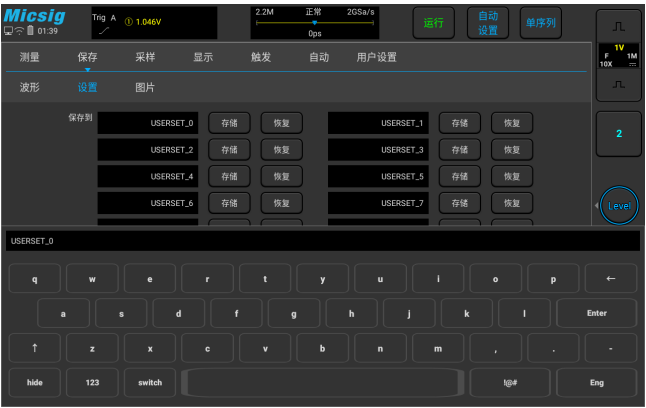 Micsig Trig A ① 1.046V 2.2M 正常 2GSa/s 运行 自动设置 单序列
01:39 0ps
1V
F 1M
10X
测量 保存 采样 显示 触发 自动 用户设置
波形 设置 图片
保存到 USERSET_0 存储 恢复 USERSET_1 存储 恢复
2
USERSET_2 存储 恢复 USERSET_3 存储 恢复
USERSET_4 存储 恢复 USERSET_5 存储 恢复
USERSET_6 存储 恢复 USERSET_7 存储 恢复
Level
USERSET_0
q w e r t y u i o p ←
a s d f g h j k l Enter
↑ z x c v b n m , . -
hide 123 switch !@# Eng